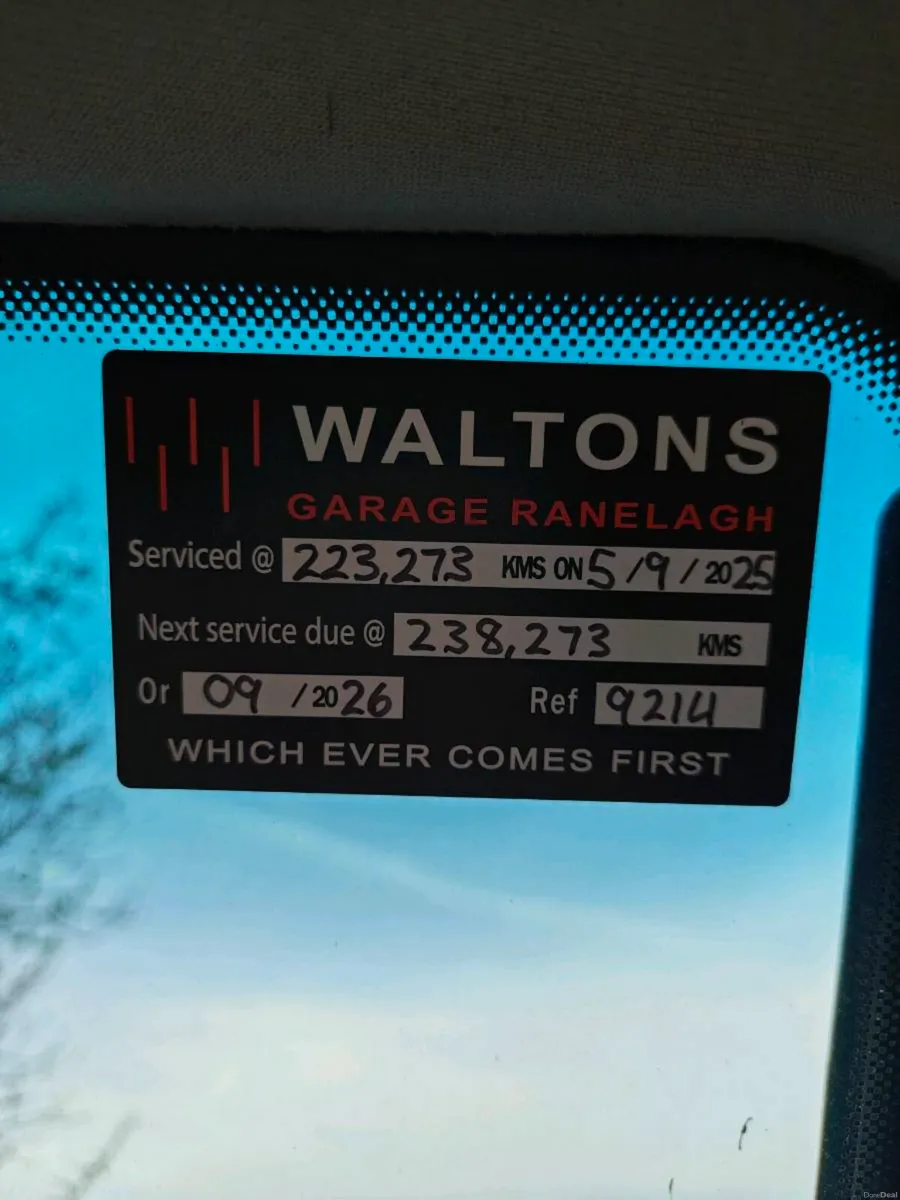 WALTONS
GARAGE RANELAGH
Serviced @ 223,273 KMS ON 5/9/2025
Next service due @ 238,273 KMS
Or 09/2026 Ref 9214
WHICH EVER COMES FIRST
DoneDeal